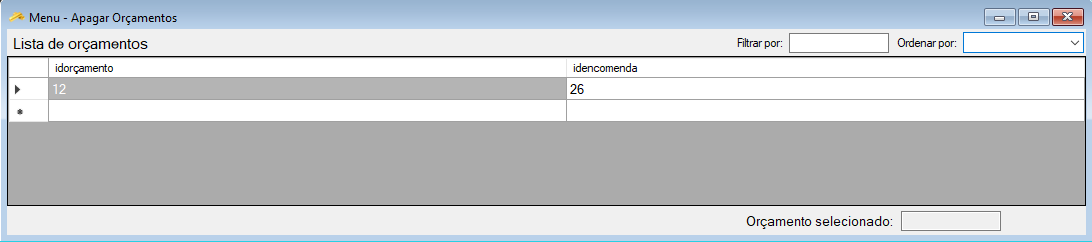 Menu - Apagar Orçamentos
Lista de orçamentos Filtrar por: Ordenar por:
idorçamento idencomenda
12 26
Orçamento selecionado: